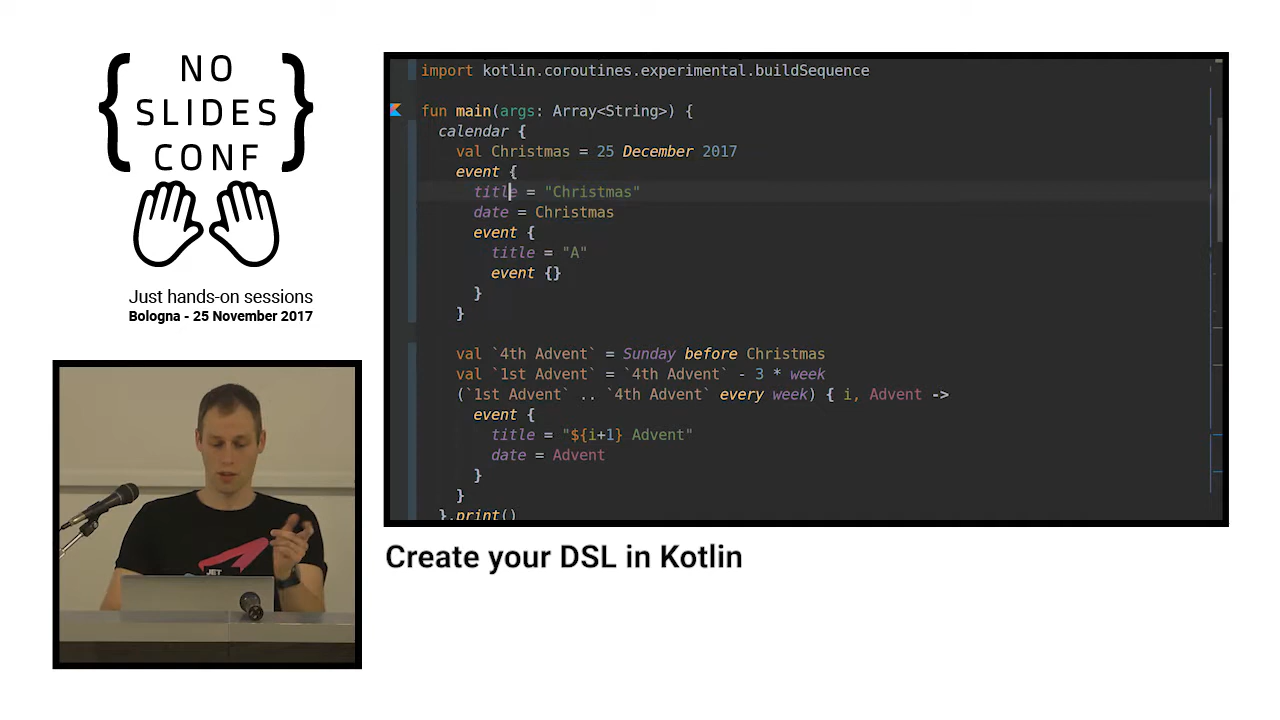 NO
SLIDES
CONF
Just hands-on sessions
Bologna - 25 November 2017
import kotlin.coroutines.experimental.buildSequence
fun main(args: Array<String>) {
calendar {
val Christmas = 25 December 2017
event {
title = "Christmas"
date = Christmas
event {
title = "A"
event {}
}
}
val `4th Advent` = Sunday before Christmas
val `1st Advent` = `4th Advent` - 3 * week
(`1st Advent` .. `4th Advent` every week) { i, Advent ->
event {
title = "${i+1} Advent"
date = Advent
}
}
}.print()
JET
Create your DSL in Kotlin